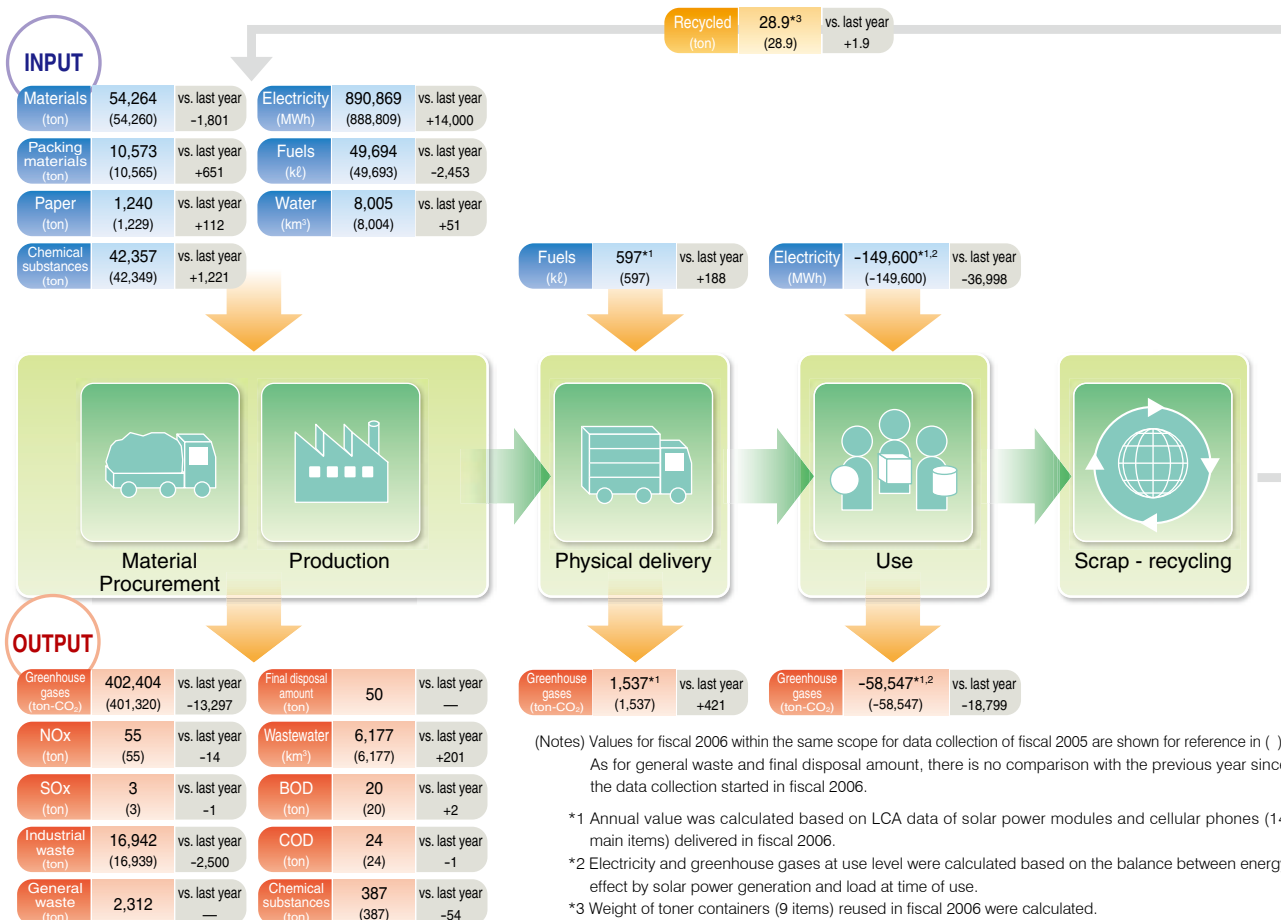 Recycled
(ton)
28.9*3
(28.9)
vs. last year
+1.9
INPUT
Materials
(ton)
54,264
(54,260)
vs. last year
-1,801
Electricity
(MWh)
890,869
(888,809)
vs. last year
+14,000
Packing
materials
(ton)
10,573
(10,565)
vs. last year
+651
Fuels
(kℓ)
49,694
(49,693)
vs. last year
-2,453
Paper
(ton)
1,240
(1,229)
vs. last year
+112
Water
(km³)
8,005
(8,004)
vs. last year
+51
Chemical
substances
(ton)
42,357
(42,349)
vs. last year
+1,221
Fuels
(kℓ)
597*1
(597)
vs. last year
+188
Electricity
(MWh)
-149,600*1,2
(-149,600)
vs. last year
-36,998
Material
Procurement
Production
Physical delivery
Use
Scrap - recycling
OUTPUT
Greenhouse
gases
(ton-CO₂)
402,404
(401,320)
vs. last year
-13,297
Final disposal
amount
(ton)
50
vs. last year
—
NOx
(ton)
55
(55)
vs. last year
-14
Wastewater
(km³)
6,177
(6,177)
vs. last year
+201
SOx
(ton)
3
(3)
vs. last year
-1
BOD
(ton)
20
(20)
vs. last year
+2
Industrial
waste
(ton)
16,942
(16,939)
vs. last year
-2,500
COD
(ton)
24
(24)
vs. last year
-1
General
waste
(ton)
2,312
vs. last year
—
Chemical
substances
(ton)
387
(387)
vs. last year
-54
Greenhouse
gases
(ton-CO₂)
1,537*1
(1,537)
vs. last year
+421
Greenhouse
gases
(ton-CO₂)
-58,547*1,2
(-58,547)
vs. last year
-18,799
(Notes) Values for fiscal 2006 within the same scope for data collection of fiscal 2005 are shown for reference in ( )
As for general waste and final disposal amount, there is no comparison with the previous year since
the data collection started in fiscal 2006.
*1 Annual value was calculated based on LCA data of solar power modules and cellular phones (14
main items) delivered in fiscal 2006.
*2 Electricity and greenhouse gases at use level were calculated based on the balance between energy
effect by solar power generation and load at time of use.
*3 Weight of toner containers (9 items) reused in fiscal 2006 were calculated.